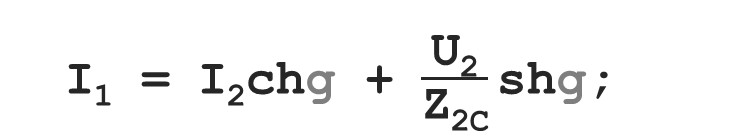 I₁ = I₂chg + U₂/Z₂C shg;